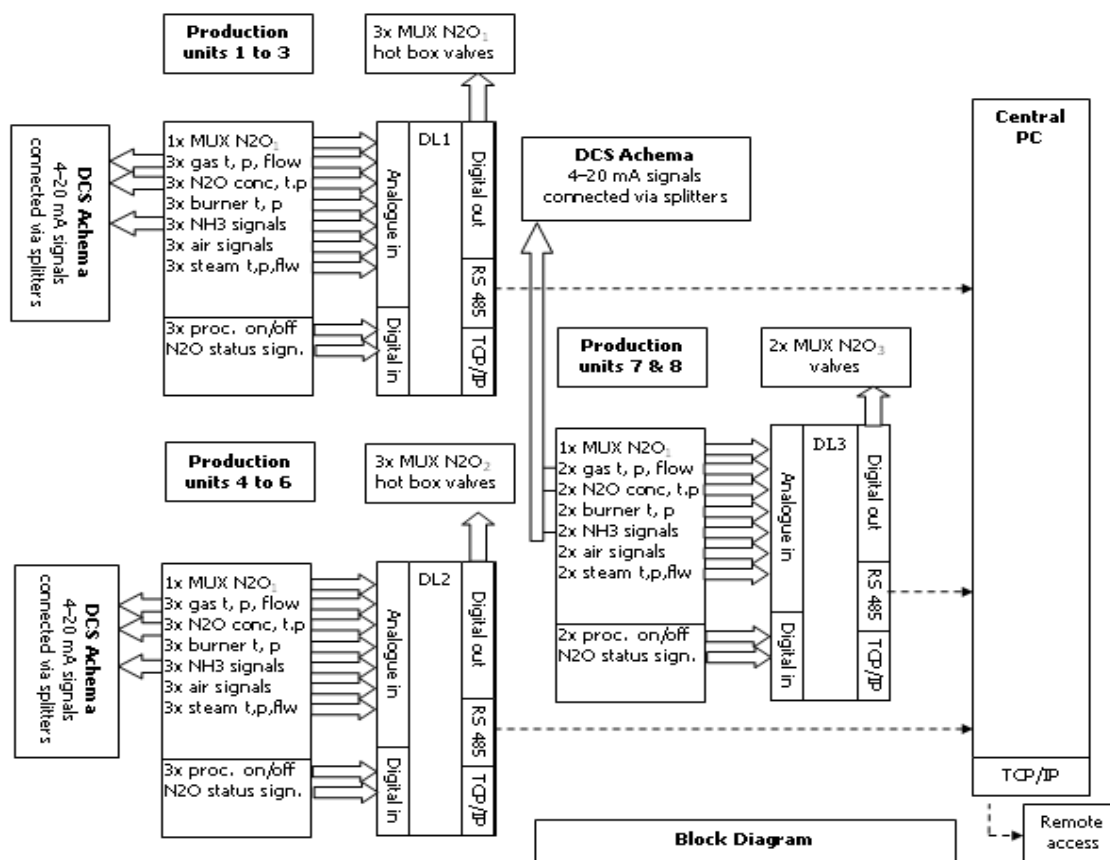 Production
units 1 to 3
3x MUX N2O₁
hot box valves
DCS Achema
4–20 mA signals
connected via splitters
1x MUX N2O₁
3x gas t, p, flow
3x N2O conc, t.p
3x burner t, p
3x NH3 signals
3x air signals
3x steam t,p,flw
3x proc. on/off
N2O status sign.
Analogue in
Digital in
DL1
Digital out
RS 485
TCP/IP
DCS Achema
4–20 mA signals
connected via splitters
Central
PC
TCP/IP
Remote
access
Production
units 7 & 8
2x MUX N2O₃
valves
1x MUX N2O₁
2x gas t, p, flow
2x N2O conc, t.p
2x burner t, p
2x NH3 signals
2x air signals
2x steam t,p,flw
2x proc. on/off
N2O status sign.
Analogue in
Digital in
DL3
Digital out
RS 485
TCP/IP
Production
units 4 to 6
3x MUX N2O₂
hot box valves
DCS Achema
4–20 mA signals
connected via splitters
1x MUX N2O₁
3x gas t, p, flow
3x N2O conc, t.p
3x burner t, p
3x NH3 signals
3x air signals
3x steam t,p,flw
3x proc. on/off
N2O status sign.
Analogue in
Digital in
DL2
Digital out
RS 485
TCP/IP
Block Diagram